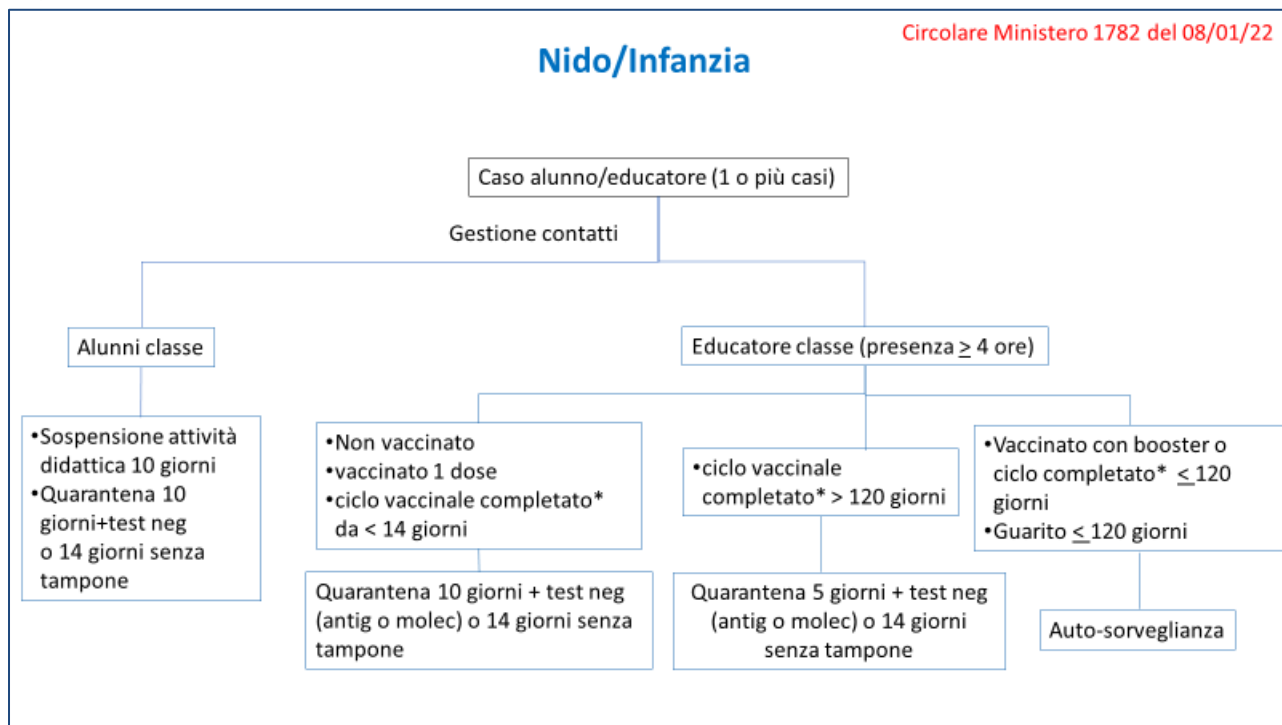 Circolare Ministero 1782 del 08/01/22
Nido/Infanzia
Caso alunno/educatore (1 o più casi)
Gestione contatti
Alunni classe
Educatore classe (presenza ≥ 4 ore)
•Sospensione attività
didattica 10 giorni
•Quarantena 10
giorni+test neg
o 14 giorni senza
tampone
•Non vaccinato
•vaccinato 1 dose
•ciclo vaccinale completato*
da < 14 giorni
•ciclo vaccinale
completato* > 120 giorni
•Vaccinato con booster o
ciclo completato* ≤ 120
giorni
•Guarito ≤ 120 giorni
Quarantena 10 giorni + test neg
(antig o molec) o 14 giorni senza
tampone
Quarantena 5 giorni + test neg
(antig o molec) o 14 giorni
senza tampone
Auto-sorveglianza